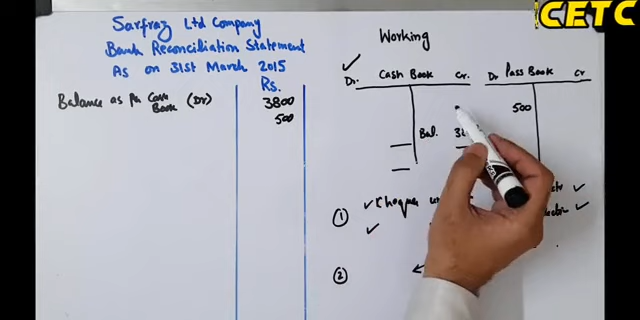 CETC
Sarfraz Ltd Company
Bank Reconciliation Statement
As on 31st March 2015
Rs.
Balance as per Cash Book (Dr) 3800
500
Working
Dr. Cash Book Cr.
Dr Pass Book Cr
500
Bal.
①
②